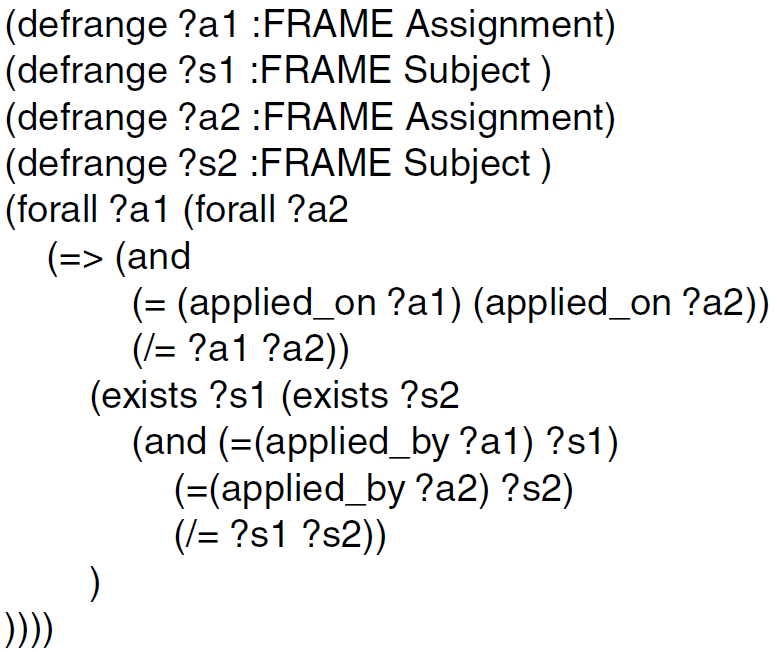 (defrange ?a1 :FRAME Assignment)
(defrange ?s1 :FRAME Subject )
(defrange ?a2 :FRAME Assignment)
(defrange ?s2 :FRAME Subject )
(forall ?a1 (forall ?a2
(=> (and
(= (applied_on ?a1) (applied_on ?a2))
(/= ?a1 ?a2))
(exists ?s1 (exists ?s2
(and (=(applied_by ?a1) ?s1)
(=(applied_by ?a2) ?s2)
(/= ?s1 ?s2))
)
))))